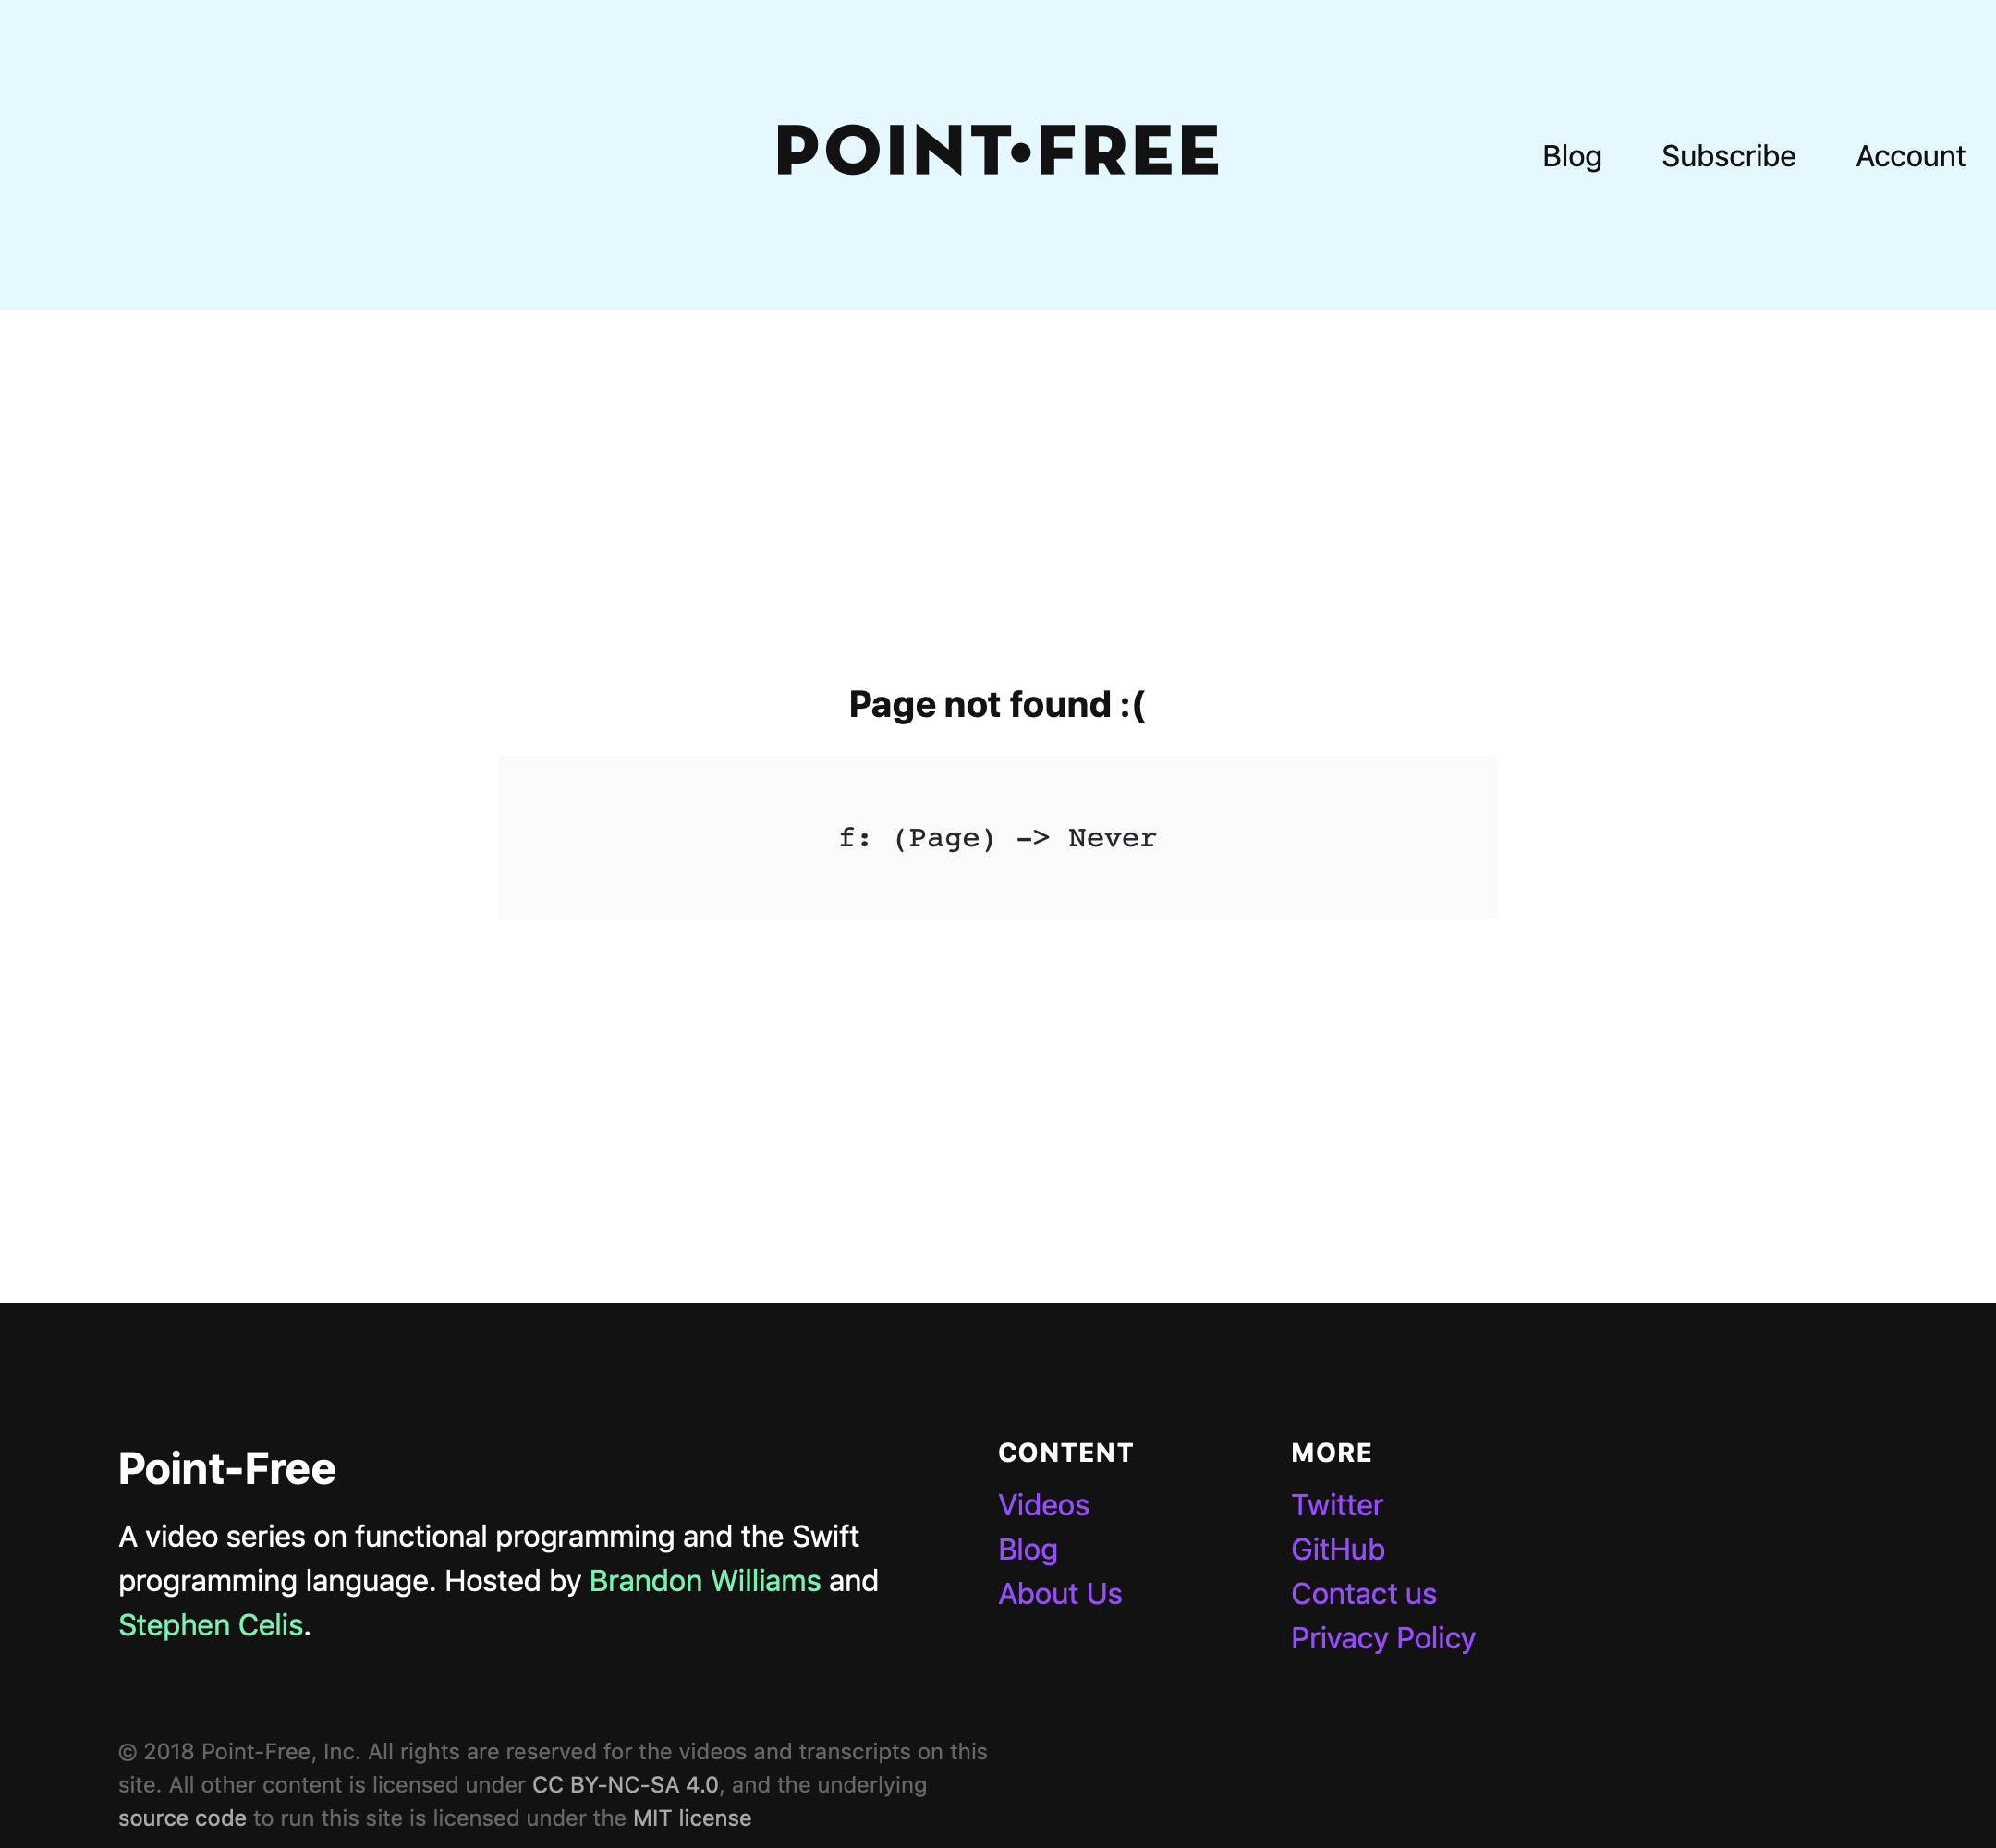 POINT•FREE
Blog Subscribe Account
Page not found :(
f: (Page) -> Never
Point-Free
A video series on functional programming and the Swift
programming language. Hosted by Brandon Williams and
Stephen Celis.
CONTENT
Videos
Blog
About Us
MORE
Twitter
GitHub
Contact us
Privacy Policy
© 2018 Point-Free, Inc. All rights are reserved for the videos and transcripts on this
site. All other content is licensed under CC BY-NC-SA 4.0, and the underlying
source code to run this site is licensed under the MIT license